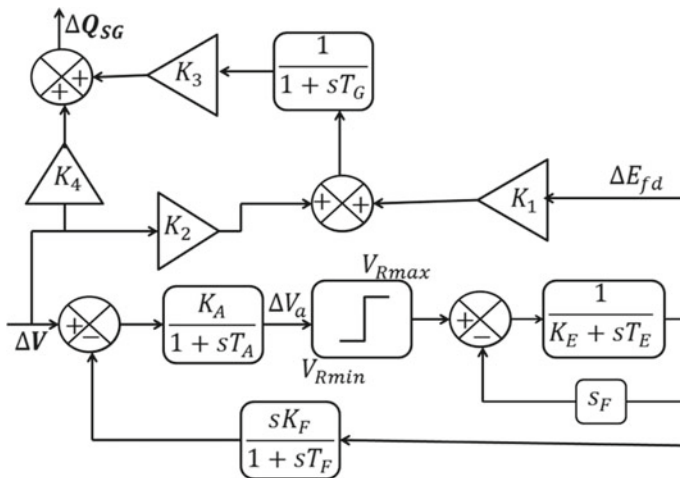 ΔQ_SG
K_3
1
1 + sT_G
+
+
+
K_4
K_2
+
+
K_1
ΔE_fd
V_Rmax
ΔV
+
−
K_A
1 + sT_A
ΔV_a
V_Rmin
+
−
1
K_E + sT_E
s_F
sK_F
1 + sT_F